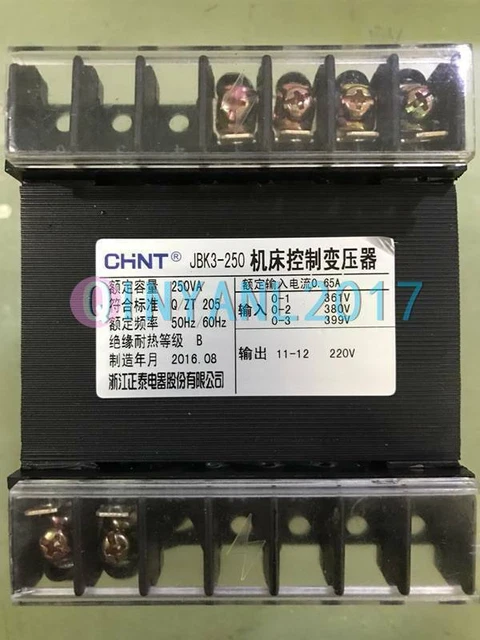 CHNT® JBK3-250 机床控制变压器
额定容量 250VA
符合标准 Q/ZT 205
额定频率 50Hz/60Hz
绝缘耐热等级 B
制造年月 2016.08
浙江正泰电器股份有限公司
额定输入电流0.65A
输入
0-1 361V
0-2 380V
0-3 399V
输出 11-12 220V
QINYANL2017